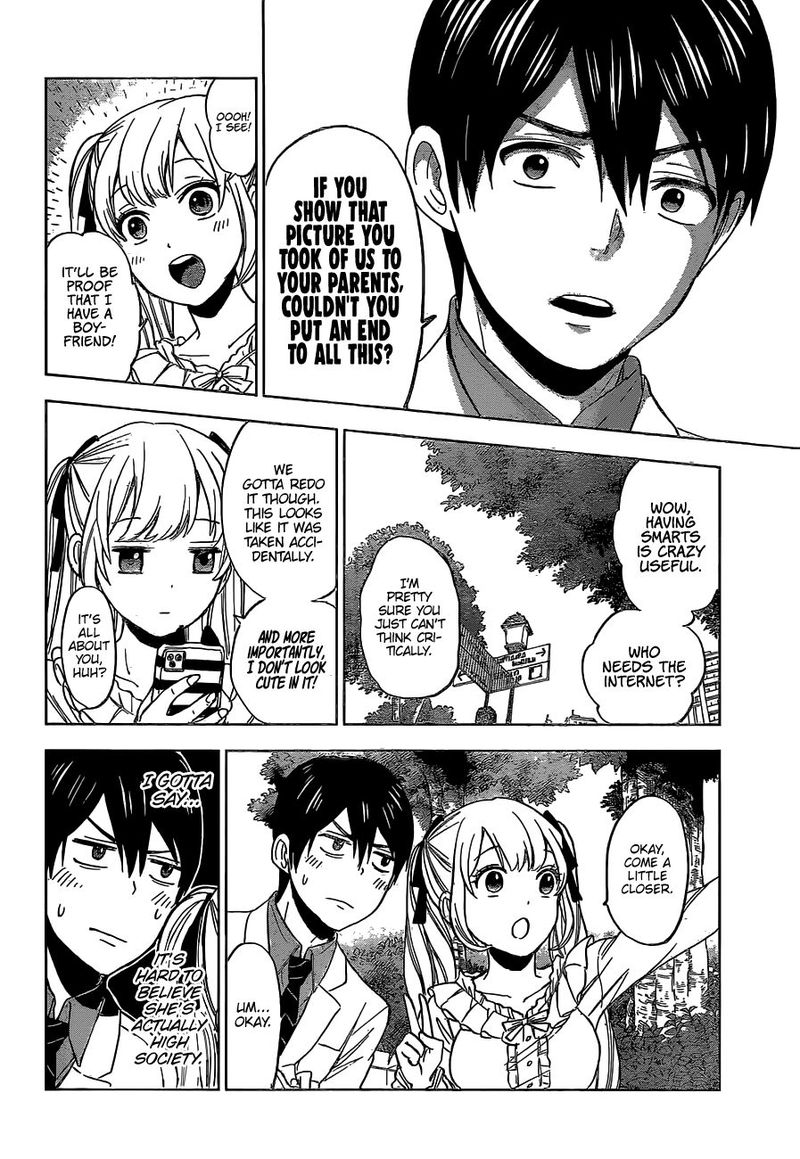 IF YOU
SHOW THAT
PICTURE YOU
TOOK OF US TO
YOUR PARENTS,
COULDN'T YOU
PUT AN END
TO ALL THIS?
OOOH!
I SEE!
IT'LL BE
PROOF
THAT I
HAVE A
BOY-
FRIEND!
WOW,
HAVING
SMARTS
IS CRAZY
USEFUL.
WHO
NEEDS THE
INTERNET?
I'M
PRETTY
SURE YOU
JUST CAN'T
THINK CRI-
TICALLY.
WE
GOTTA REDO
IT THOUGH.
THIS LOOKS
LIKE IT WAS
TAKEN ACCI-
DENTALLY.
AND MORE
IMPORTANTLY,
I DON'T LOOK
CUTE IN IT!
IT'S
ALL
ABOUT
YOU,
HUH?
OKAY,
COME A
LITTLE
CLOSER.
UM...
OKAY.
I GOTTA
SAY...
IT'S
HARD TO
BELIEVE
SHE'S
ACTUALLY
HIGH
SOCIETY.